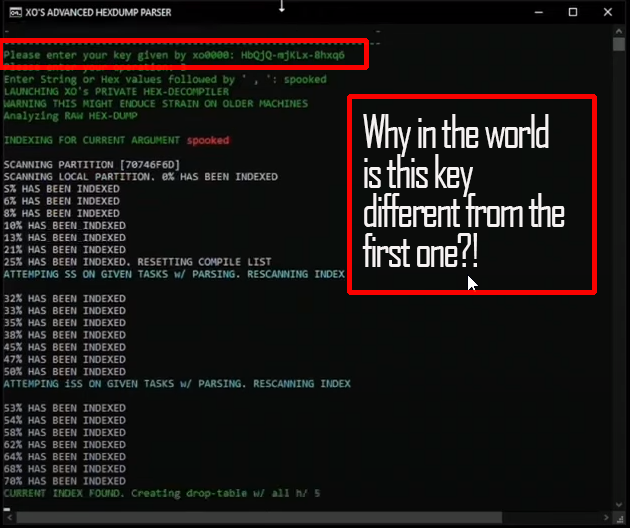 XO'S ADVANCED HEXDUMP PARSER
Please enter your key given by xo0000: HbQjQ-mjKLx-8hxq6
Please enter your operation:
Enter String or Hex values followed by ' , ': spooked
LAUNCHING XO's PRIVATE HEX-DECOMPILER
WARNING THIS MIGHT ENDUCE STRAIN ON OLDER MACHINES
Analyzing RAW HEX-DUMP
INDEXING FOR CURRENT ARGUMENT spooked
SCANNING PARTITION [70746F6D]
SCANNING LOCAL PARTITION. 0% HAS BEEN INDEXED
5% HAS BEEN INDEXED
6% HAS BEEN INDEXED
8% HAS BEEN INDEXED
10% HAS BEEN INDEXED
13% HAS BEEN INDEXED
21% HAS BEEN INDEXED
25% HAS BEEN INDEXED. RESETTING COMPILE LIST
ATTEMPING SS ON GIVEN TASKS w/ PARSING. RESCANNING INDEX
32% HAS BEEN INDEXED
33% HAS BEEN INDEXED
35% HAS BEEN INDEXED
38% HAS BEEN INDEXED
45% HAS BEEN INDEXED
47% HAS BEEN INDEXED
50% HAS BEEN INDEXED
ATTEMPING iSS ON GIVEN TASKS w/ PARSING. RESCANNING INDEX
53% HAS BEEN INDEXED
54% HAS BEEN INDEXED
58% HAS BEEN INDEXED
62% HAS BEEN INDEXED
64% HAS BEEN INDEXED
68% HAS BEEN INDEXED
70% HAS BEEN INDEXED
CURRENT INDEX FOUND. Creating drop-table w/ all h/ 5
Why in the world
is this key
different from the
first one?!